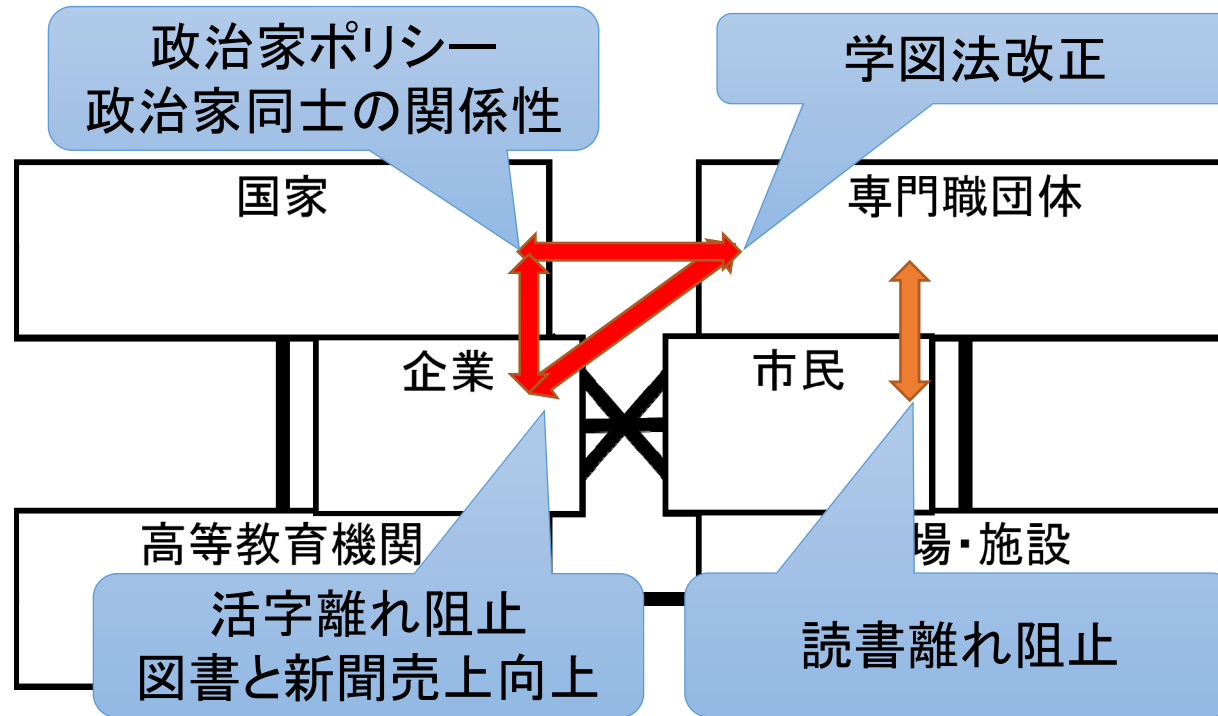 政治家ポリシー
政治家同士の関係性
学図法改正
国家
専門職団体
企業
市民
高等教育機関
場・施設
活字離れ阻止
図書と新聞売上向上
読書離れ阻止